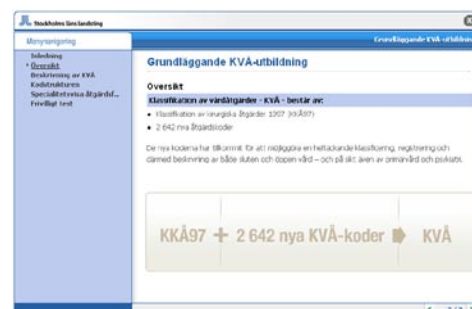 Stockholms läns landsting
Menynavigering
Grundläggande KVÅ-utbildning
Inledning
Översikt
Beskrivning av KVÅ
Kodstrukturen
Specialitetsvisa åtgärdsf...
Frivilligt test
Grundläggande KVÅ-utbildning
Översikt
Klassifikation av vårdåtgärder - KVÅ - består av:
• Klassifikation av kirurgiska åtgärder 1997 (KKÅ97)
• 2 642 nya åtgärdskoder
De nya koderna har tillkommit för att möjliggöra en heltäckande klassificering, registrering och
därmed beskrivning av både sluten och öppen vård – och på sikt även av primärvård och psykiatri.
KKÅ97 + 2 642 nya KVÅ-koder KVÅ